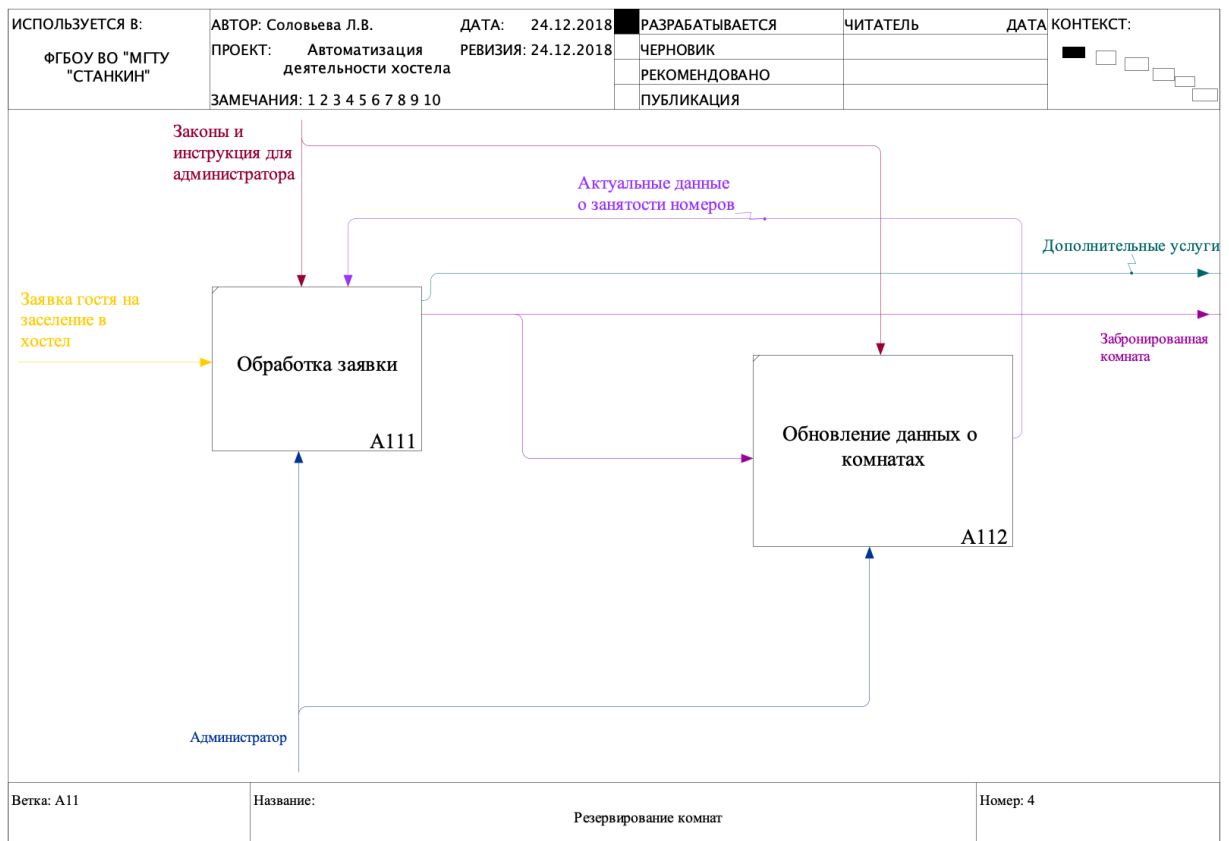 ИСПОЛЬЗУЕТСЯ В:
ФГБОУ ВО "МГТУ
"СТАНКИН"
АВТОР: Соловьева Л.В.
ДАТА: 24.12.2018
ПРОЕКТ: Автоматизация
деятельности хостела
РЕВИЗИЯ: 24.12.2018
ЗАМЕЧАНИЯ: 1 2 3 4 5 6 7 8 9 10
РАЗРАБАТЫВАЕТСЯ
ЧЕРНОВИК
РЕКОМЕНДОВАНО
ПУБЛИКАЦИЯ
ЧИТАТЕЛЬ
ДАТА
КОНТЕКСТ:
Законы и
инструкция для
администратора
Актуальные данные
о занятости номеров
Дополнительные услуги
Заявка гостя на
заселение в
хостел
Забронированная
комната
Обработка заявки
A111
Обновление данных о
комнатах
A112
Администратор
Ветка: A11
Название:
Резервирование комнат
Номер: 4